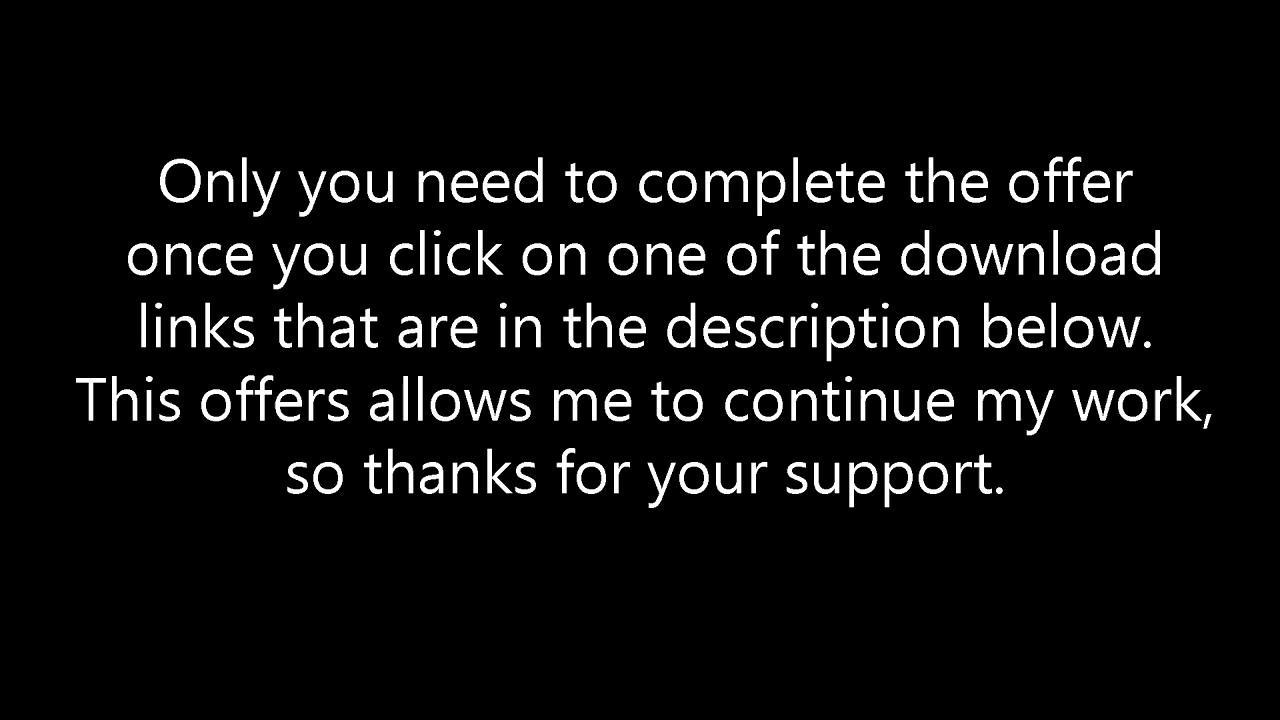 Only you need to complete the offer
once you click on one of the download
links that are in the description below.
This offers allows me to continue my work,
so thanks for your support.